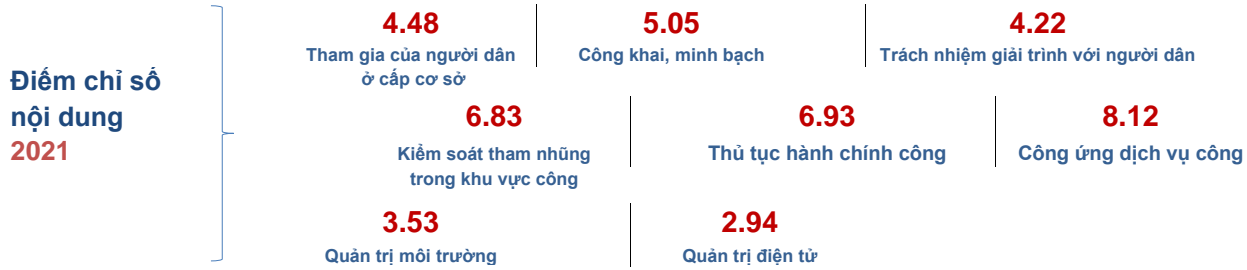 Điểm chỉ số
nội dung
2021
4.48
Tham gia của người dân
ở cấp cơ sở
5.05
Công khai, minh bạch
4.22
Trách nhiệm giải trình với người dân
6.83
Kiểm soát tham nhũng
trong khu vực công
6.93
Thủ tục hành chính công
8.12
Công ứng dịch vụ công
3.53
Quản trị môi trường
2.94
Quản trị điện tử